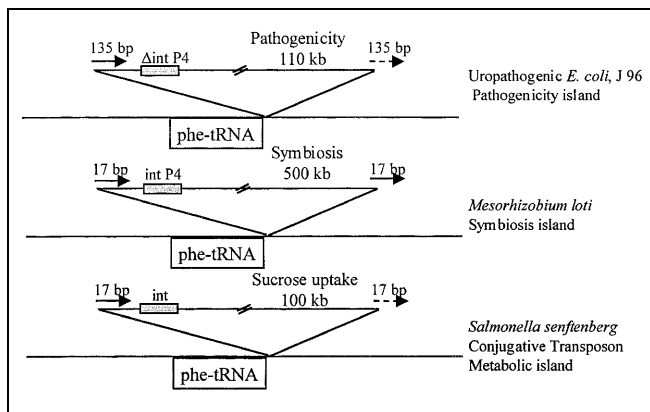 Pathogenicity
135 bp Δint P4 110 kb 135 bp
Uropathogenic E. coli, J 96
Pathogenicity island
phe-tRNA
Symbiosis
17 bp int P4 500 kb 17 bp
Mesorhizobium loti
Symbiosis island
phe-tRNA
Sucrose uptake
17 bp int 100 kb 17 bp
Salmonella senftenberg
Conjugative Transposon
Metabolic island
phe-tRNA